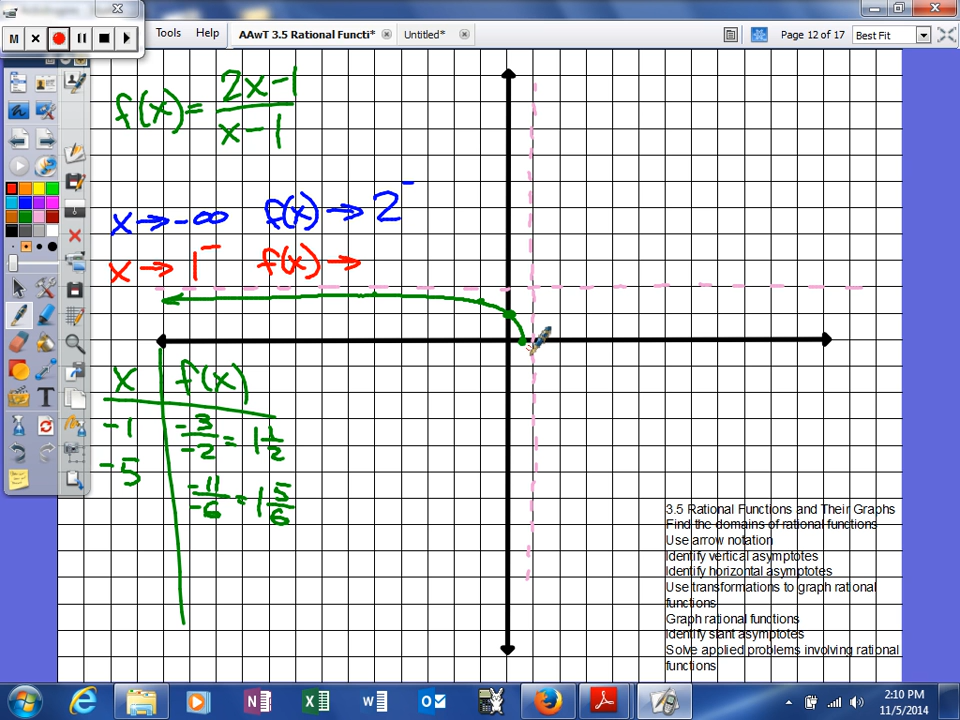 M
Tools Help AAwT 3.5 Rational Functi* Untitled* Page 12 of 17 Best Fit
f(x) = 2x-1
x-1
x → -∞ f(x) → 2⁻
x → 1⁻ f(x) →
x f(x)
-1 -3/-2 = 1 1/2
-5 -11/-6 = 1 5/6
3.5 Rational Functions and Their Graphs
Find the domains of rational functions
Use arrow notation
Identify vertical asymptotes
Identify horizontal asymptotes
Use transformations to graph rational
functions
Graph rational functions
Identify slant asymptotes
Solve applied problems involving rational
functions
2:10 PM
11/5/2014